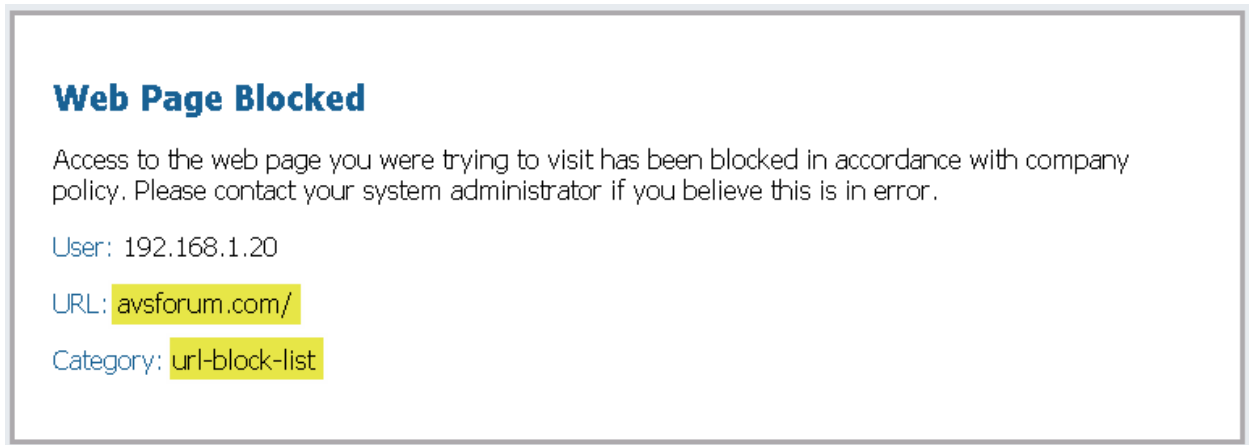 Web Page Blocked
Access to the web page you were trying to visit has been blocked in accordance with company
policy. Please contact your system administrator if you believe this is in error.
User: 192.168.1.20
URL: avsforum.com/
Category: url-block-list